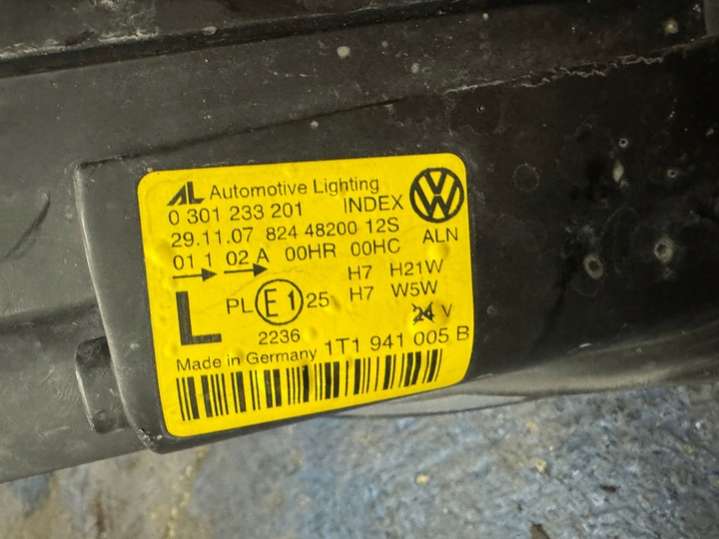 AL Automotive Lighting
0 301 233 201 INDEX
29.11.07 824 48200 12S ALN
01 1 02 A 00HR 00HC
H7 H21W
L PL E1 25 H7 W5W
2236 24 V
Made in Germany 1T1 941 005 B